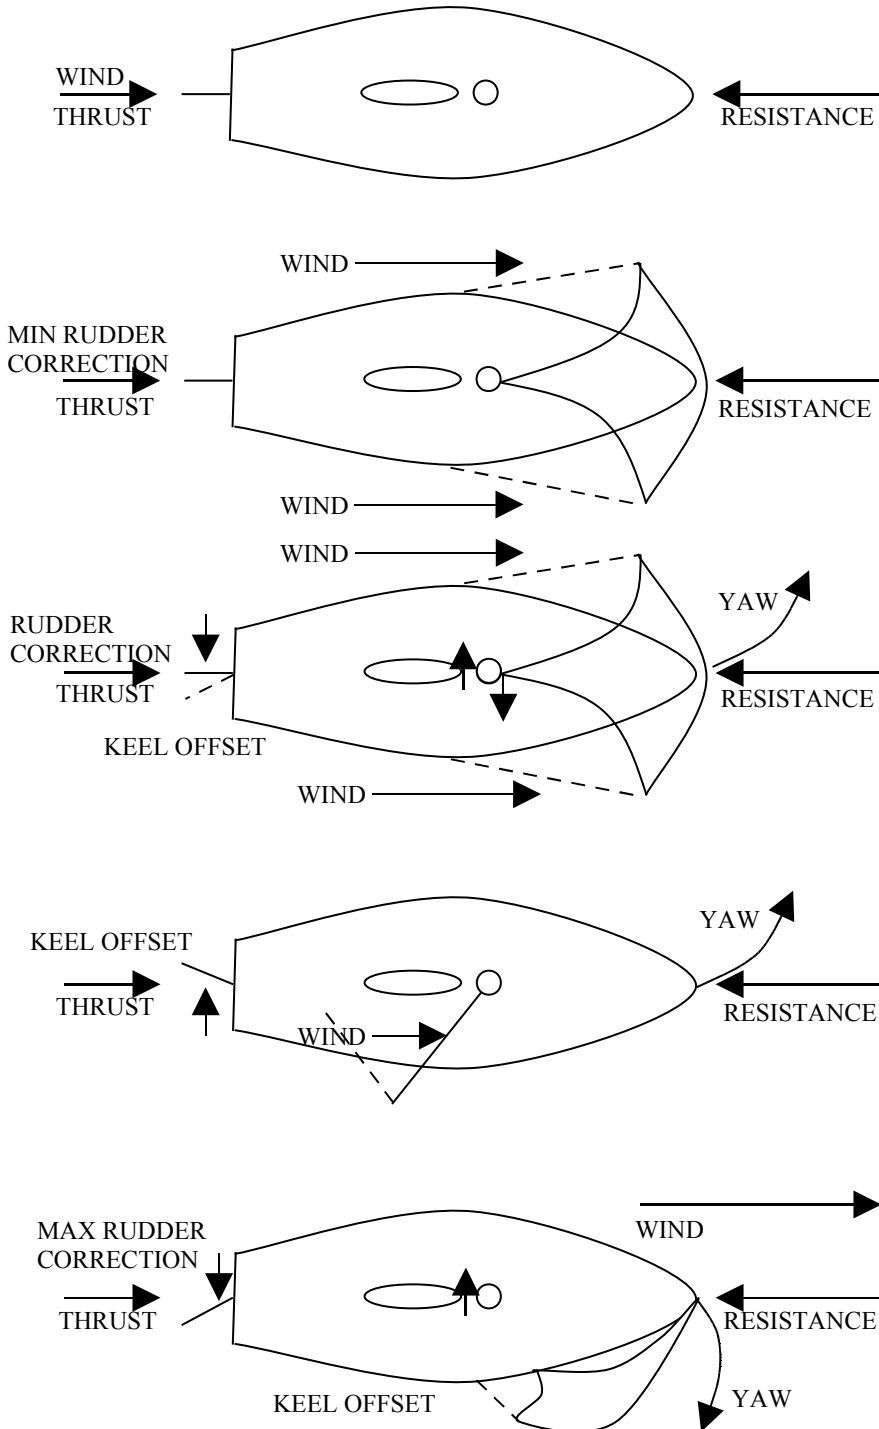 WIND
THRUST
RESISTANCE
WIND
MIN RUDDER
CORRECTION
THRUST
RESISTANCE
WIND
WIND
YAW
RUDDER
CORRECTION
THRUST
RESISTANCE
KEEL OFFSET
WIND
YAW
KEEL OFFSET
THRUST
WIND
RESISTANCE
WIND
MAX RUDDER
CORRECTION
THRUST
RESISTANCE
YAW
KEEL OFFSET